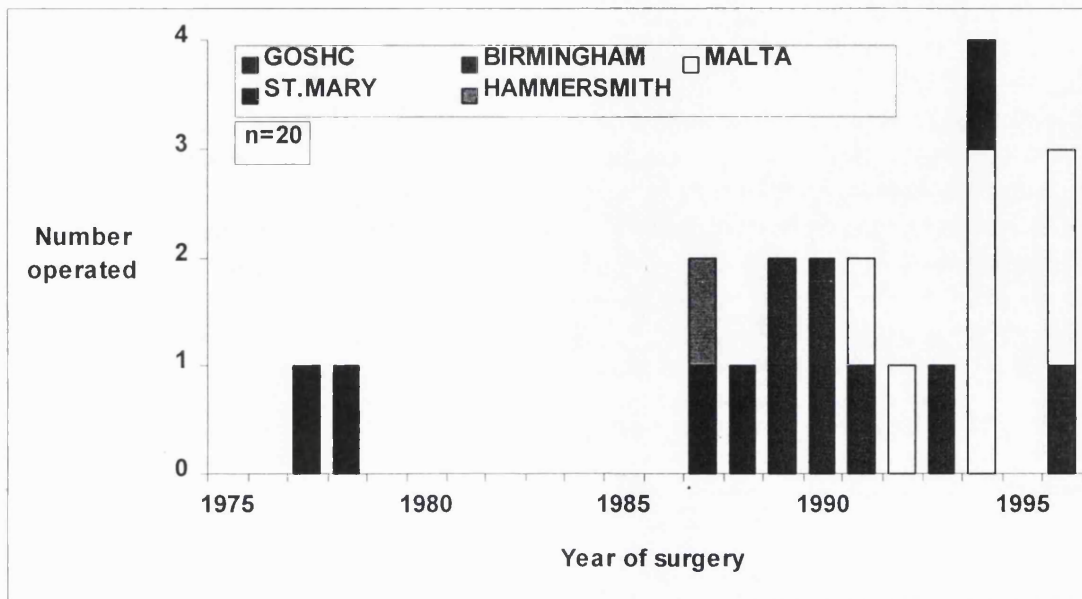 4
GOSHC BIRMINGHAM MALTA
ST.MARY HAMMERSMITH
n=20
3
Number
operated
2
1
0
1975 1980 1985 1990 1995
Year of surgery